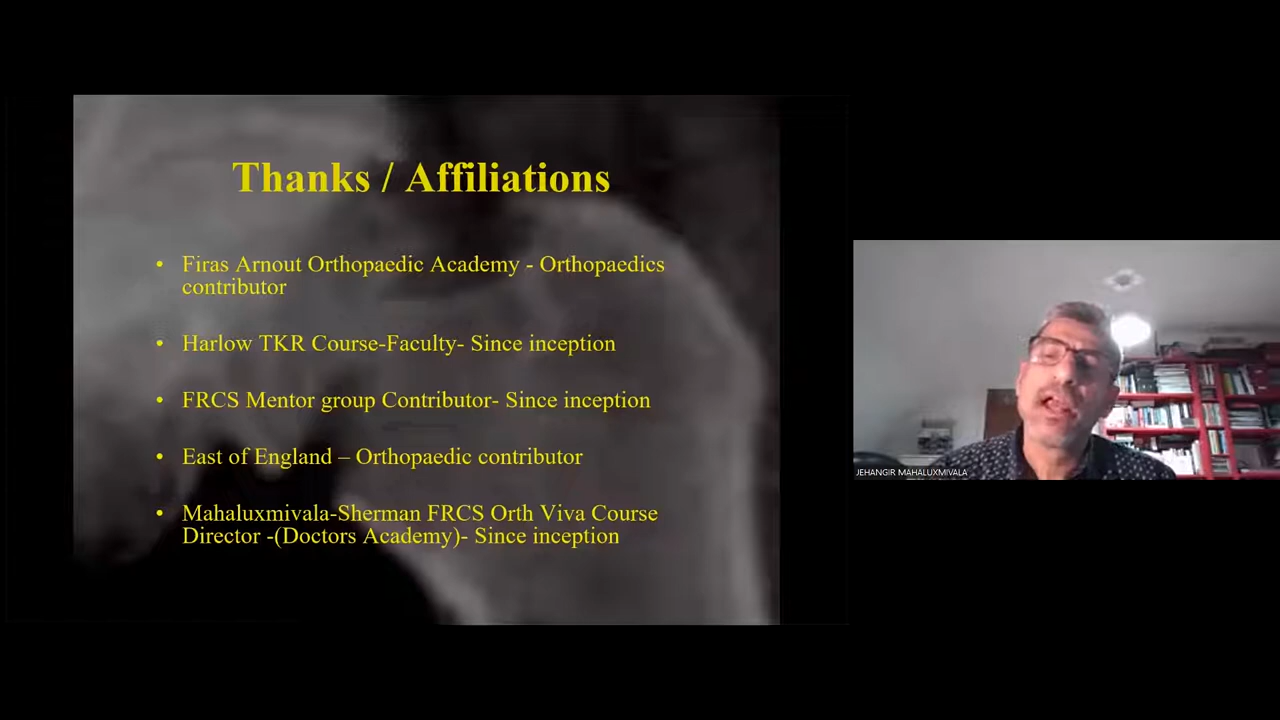 Thanks / Affiliations
• Firas Arnout Orthopaedic Academy - Orthopaedics
contributor
• Harlow TKR Course-Faculty- Since inception
• FRCS Mentor group Contributor- Since inception
• East of England – Orthopaedic contributor
• Mahaluxmivala-Sherman FRCS Orth Viva Course
Director -(Doctors Academy)- Since inception
JEHANGIR MAHALUXMIVALA